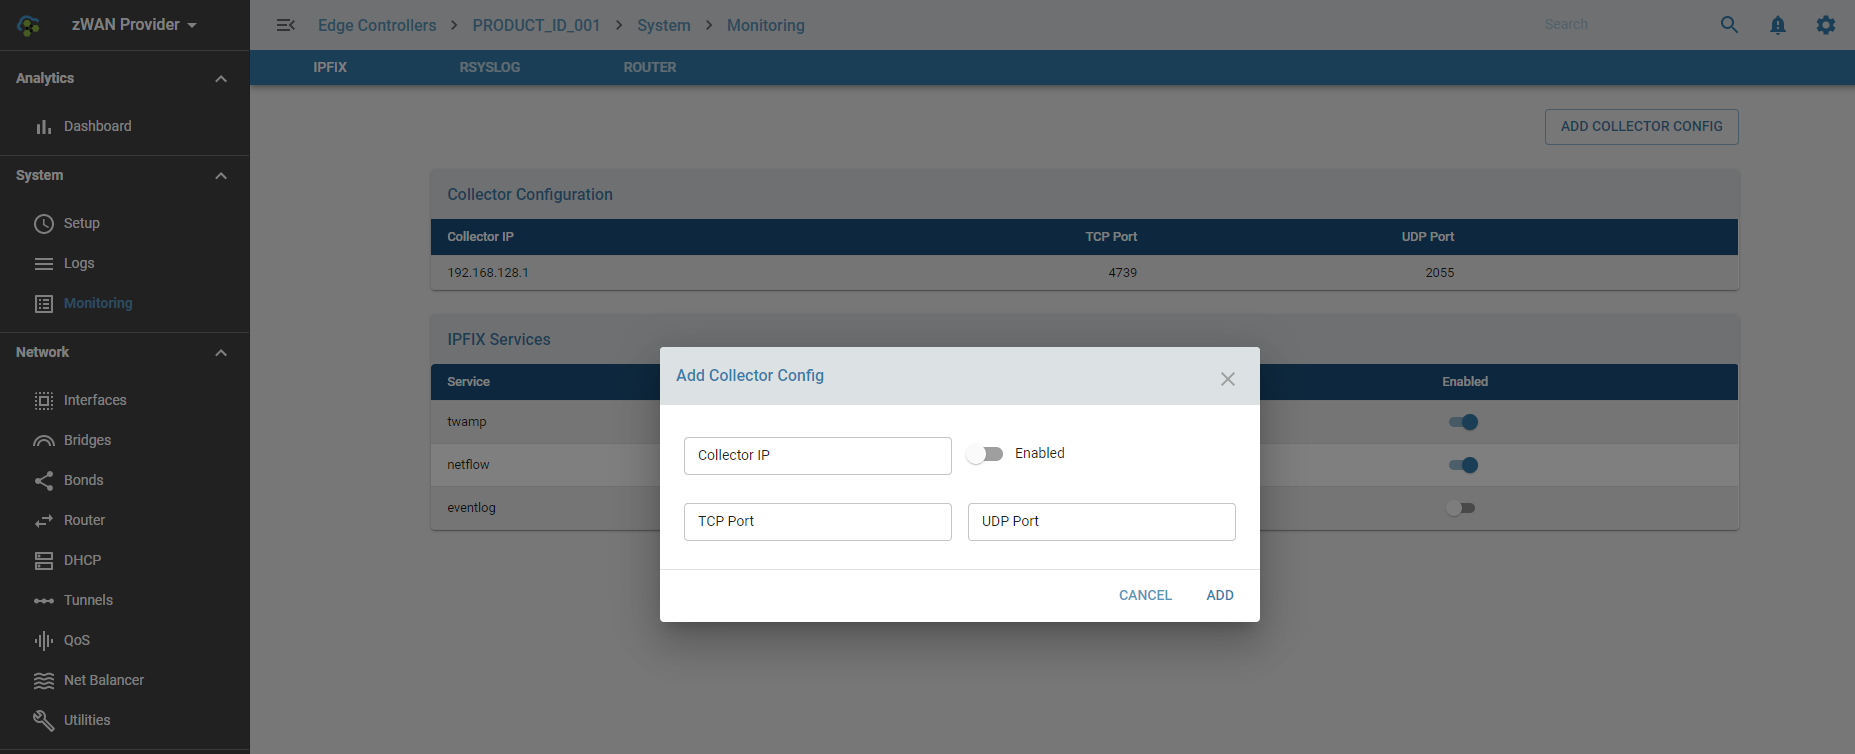 zWAN Provider
Edge Controllers > PRODUCT_ID_001 > System > Monitoring
Search
IPFIX RSYSLOG ROUTER
Analytics
Dashboard
System
Setup
Logs
Monitoring
Network
Interfaces
Bridges
Bonds
Router
DHCP
Tunnels
QoS
Net Balancer
Utilities
ADD COLLECTOR CONFIG
Collector Configuration
Collector IP TCP Port UDP Port
192.168.128.1 4739 2055
IPFIX Services
Service Enabled
twamp
netflow
eventlog
Add Collector Config
Collector IP Enabled
TCP Port UDP Port
CANCEL ADD